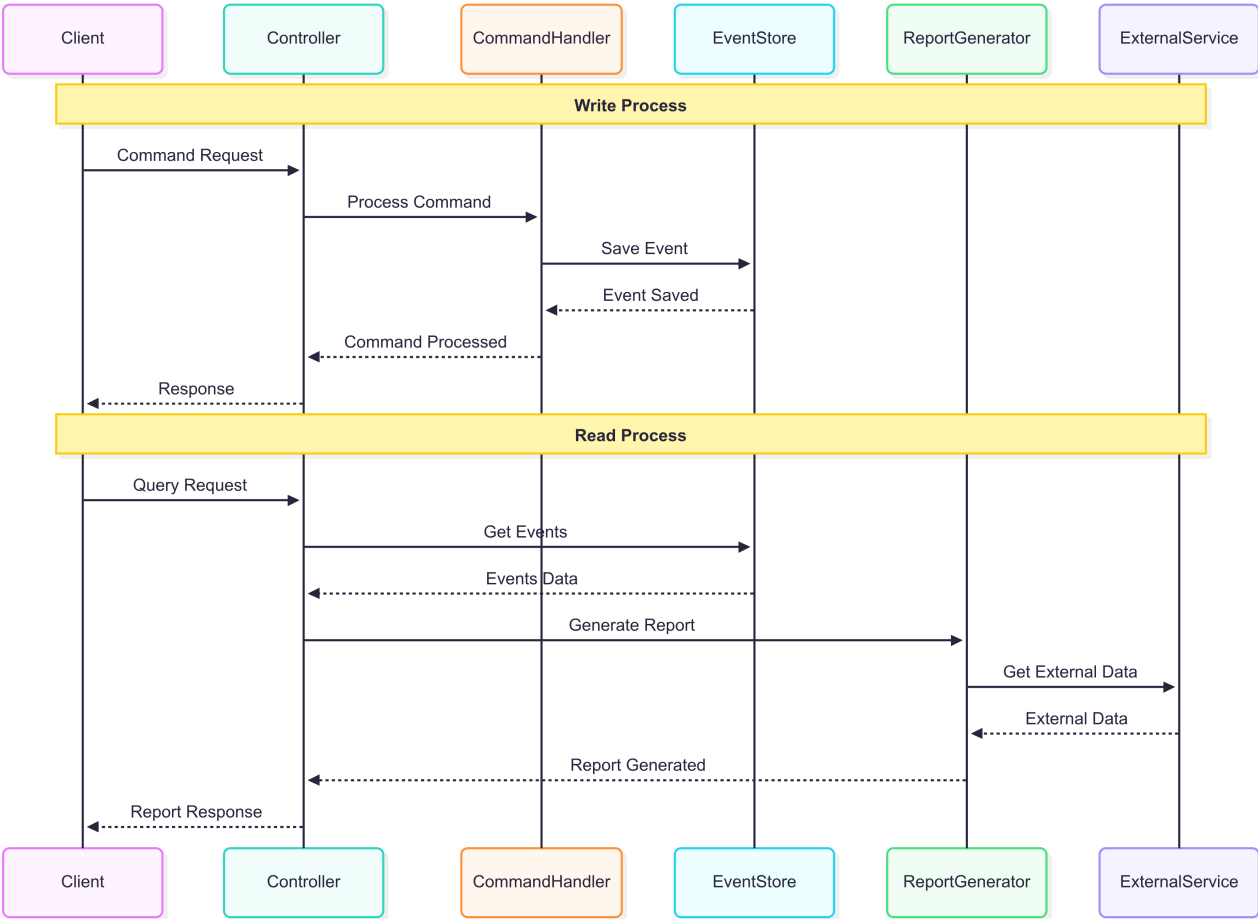 Client
Controller
CommandHandler
EventStore
ReportGenerator
ExternalService
Write Process
Command Request
Process Command
Save Event
Event Saved
Command Processed
Response
Read Process
Query Request
Get Events
Events Data
Generate Report
Get External Data
External Data
Report Generated
Report Response
Client
Controller
CommandHandler
EventStore
ReportGenerator
ExternalService